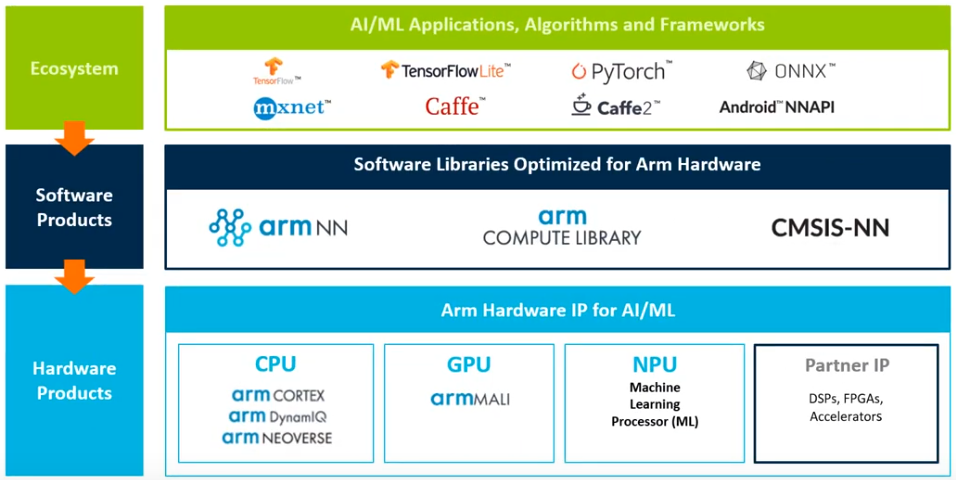 Ecosystem
AI/ML Applications, Algorithms and Frameworks
TensorFlow™
TensorFlowLite™
PyTorch™
ONNX™
mxnet™
Caffe™
Caffe2™
Android™NNAPI
Software
Products
Software Libraries Optimized for Arm Hardware
arm NN
arm
COMPUTE LIBRARY
CMSIS-NN
Hardware
Products
Arm Hardware IP for AI/ML
CPU
arm CORTEX
arm DynamIQ
arm NEOVERSE
GPU
arm MALI
NPU
Machine
Learning
Processor (ML)
Partner IP
DSPs, FPGAs,
Accelerators